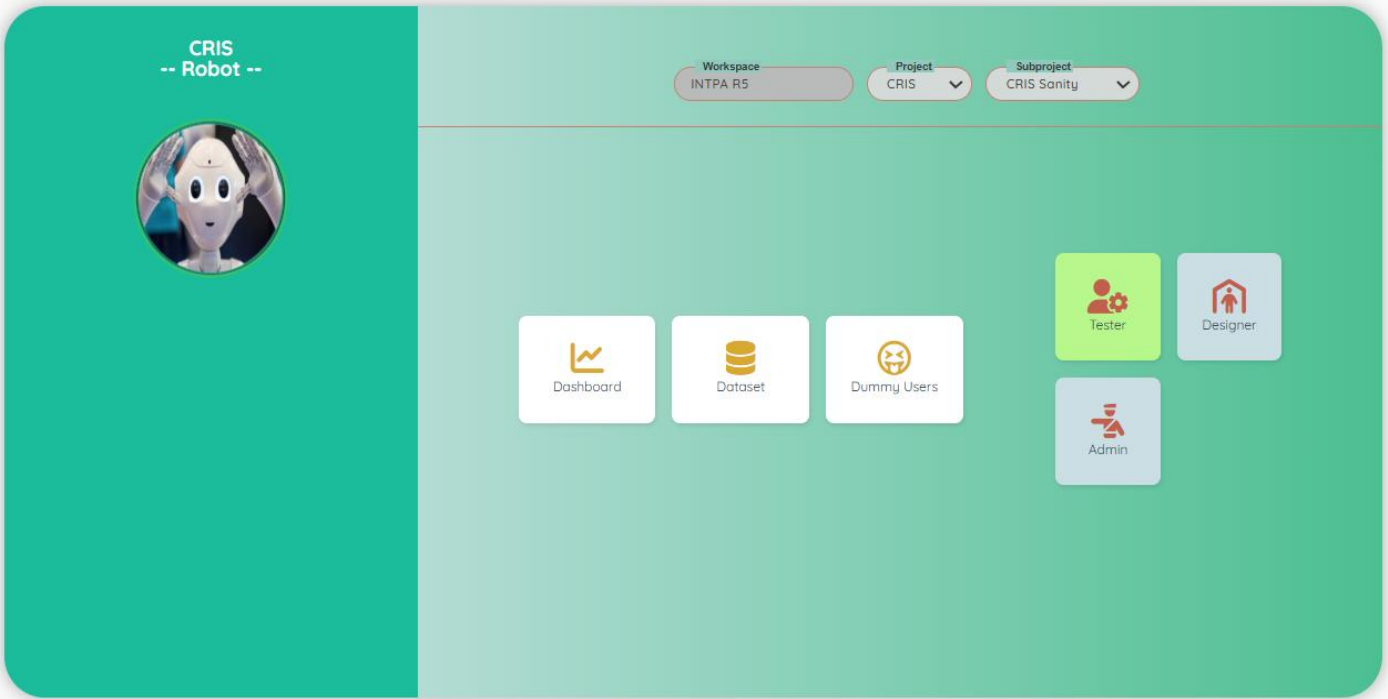 CRIS
-- Robot --
Workspace
INTPA R5
Project
CRIS
Subproject
CRIS Sanity
Dashboard
Dataset
Dummy Users
Tester
Designer
Admin